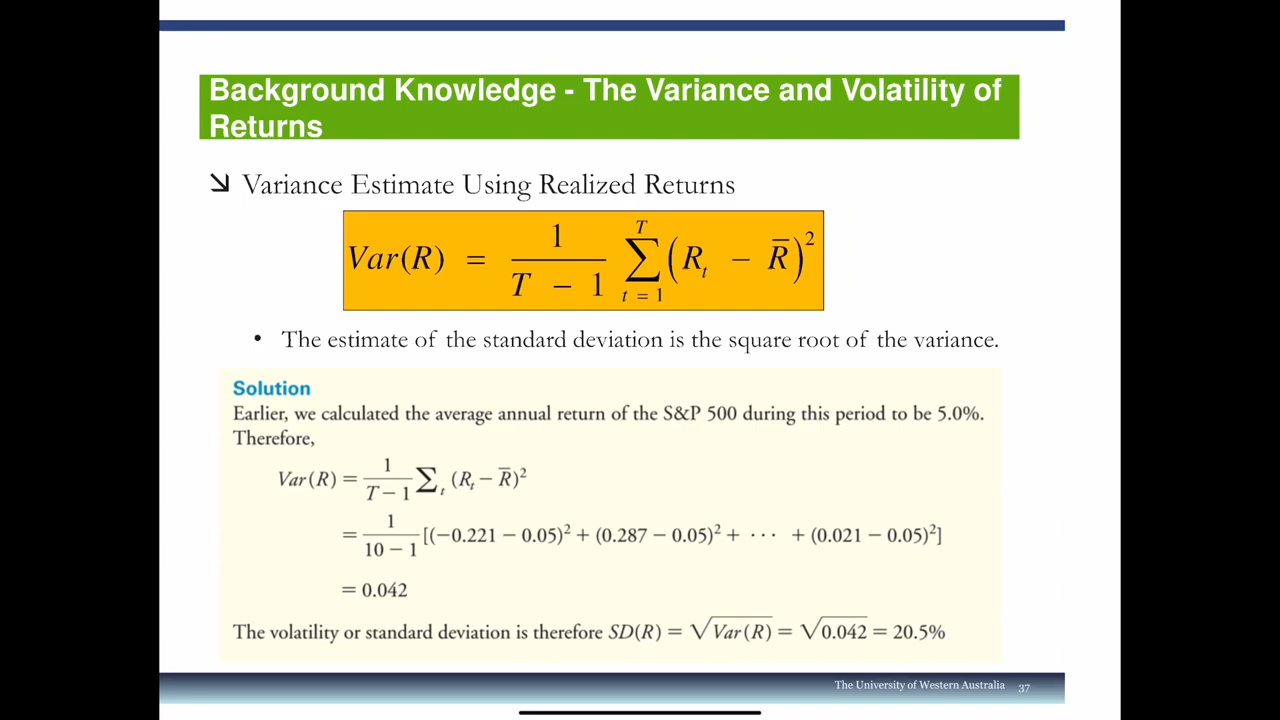 Background Knowledge - The Variance and Volatility of
Returns
↘ Variance Estimate Using Realized Returns
Var(R) = 1/(T − 1) ∑_{t = 1}^{T} (R_t − R̄)²
• The estimate of the standard deviation is the square root of the variance.
Solution
Earlier, we calculated the average annual return of the S&P 500 during this period to be 5.0%.
Therefore,
Var(R) = 1/(T − 1) ∑_t (R_t − R̄)²
= 1/(10 − 1) [(−0.221 − 0.05)² + (0.287 − 0.05)² + ··· + (0.021 − 0.05)²]
= 0.042
The volatility or standard deviation is therefore SD(R) = √Var(R) = √0.042 = 20.5%
The University of Western Australia 37